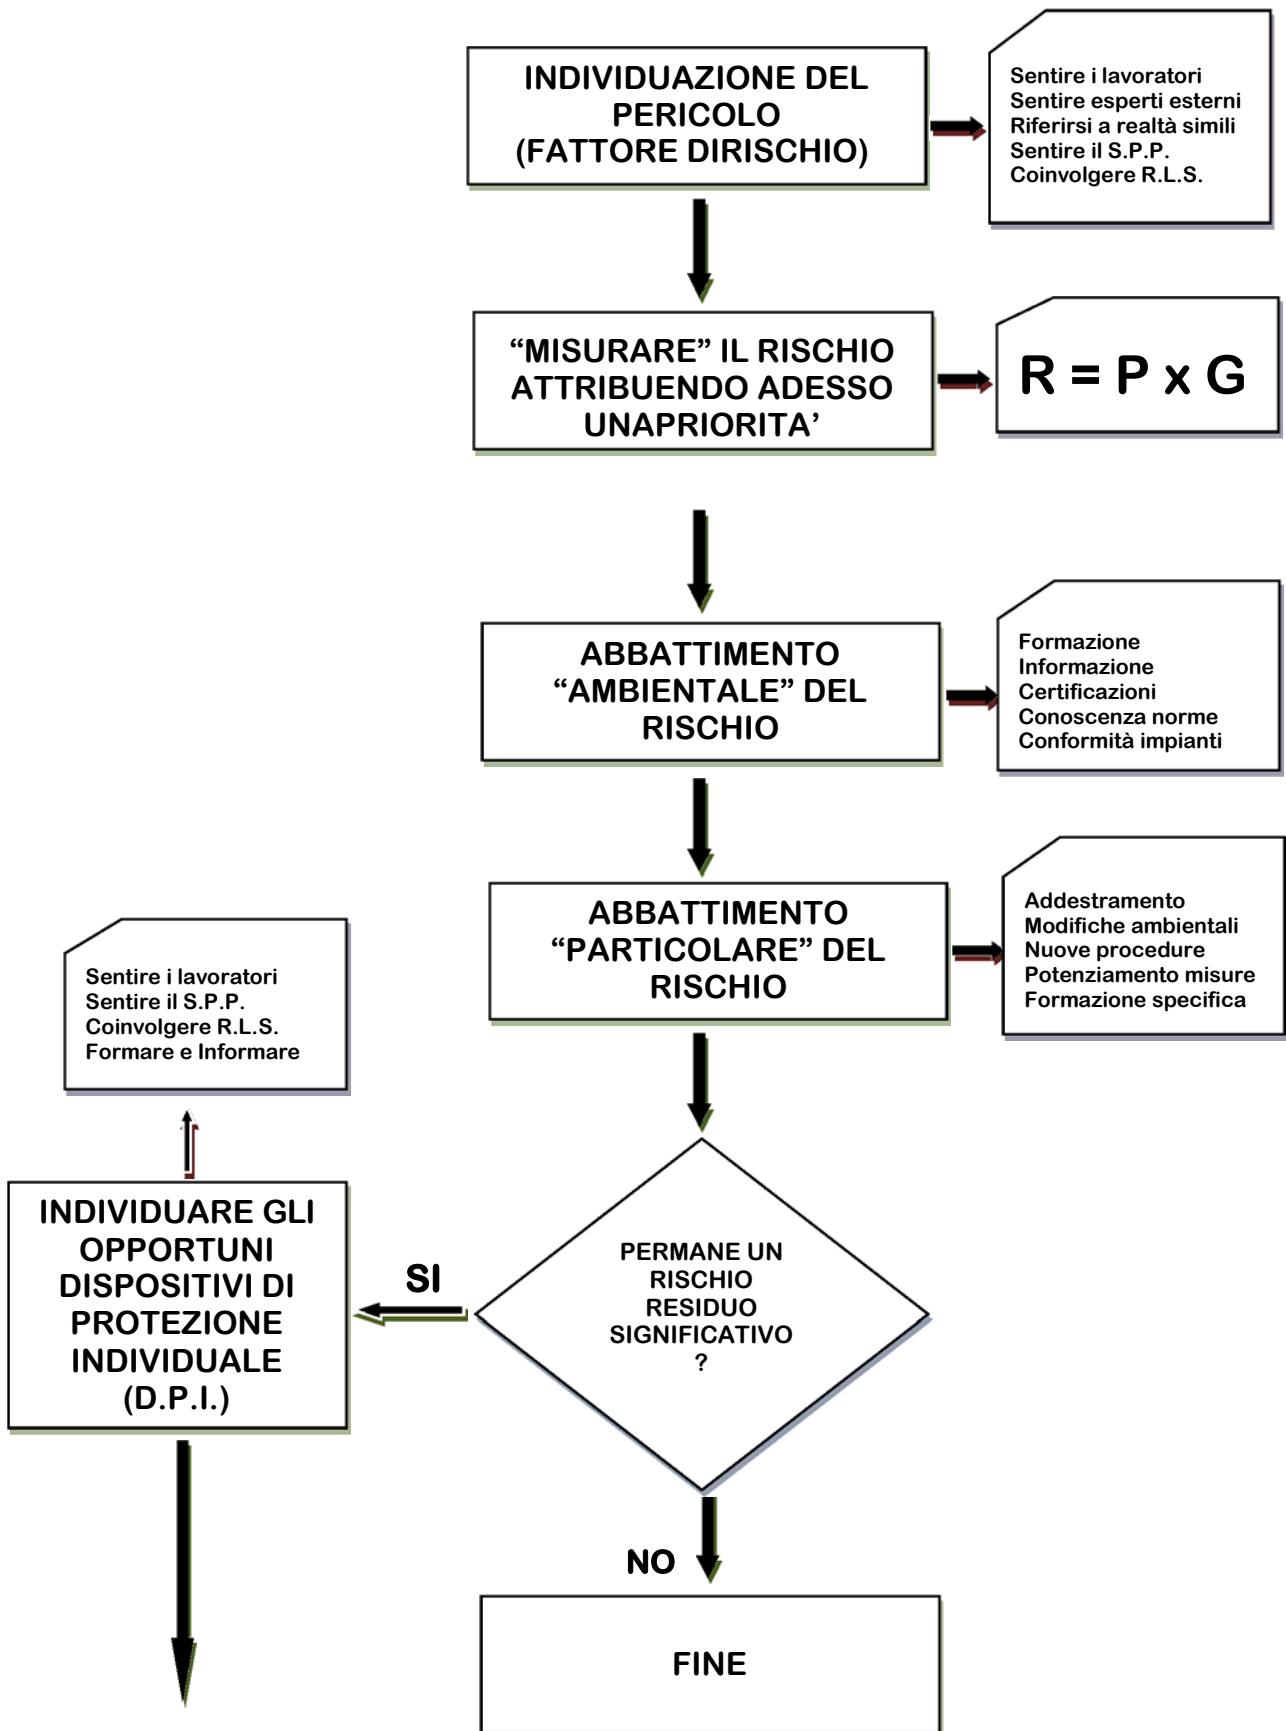 INDIVIDUAZIONE DEL
PERICOLO
(FATTORE DIRISCHIO)
Sentire i lavoratori
Sentire esperti esterni
Riferirsi a realtà simili
Sentire il S.P.P.
Coinvolgere R.L.S.
“MISURARE” IL RISCHIO
ATTRIBUENDO ADESSO
UNAPRIORITA’
R = P x G
ABBATTIMENTO
“AMBIENTALE” DEL
RISCHIO
Formazione
Informazione
Certificazioni
Conoscenza norme
Conformità impianti
ABBATTIMENTO
“PARTICOLARE” DEL
RISCHIO
Addestramento
Modifiche ambientali
Nuove procedure
Potenziamento misure
Formazione specifica
Sentire i lavoratori
Sentire il S.P.P.
Coinvolgere R.L.S.
Formare e Informare
INDIVIDUARE GLI
OPPORTUNI
DISPOSITIVI DI
PROTEZIONE
INDIVIDUALE
(D.P.I.)
SI
PERMANE UN
RISCHIO
RESIDUO
SIGNIFICATIVO
?
NO
FINE